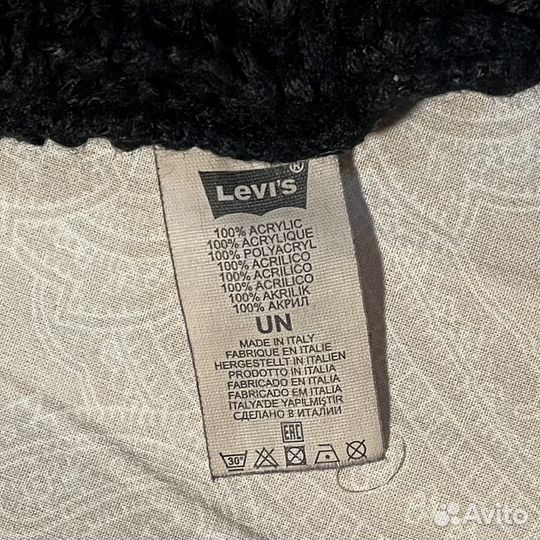 Levi's®
100% ACRYLIC
100% ACRYLIQUE
100% POLYACRYL
100% ACRILICO
100% ACRILICO
100% ACRILICO
100% AKRILIK
100% АКРИЛ
UN
MADE IN ITALY
FABRIQUE EN ITALIE
HERGESTELLT IN ITALIEN
PRODOTTO IN ITALIA
FABRICADO EN ITALIA
FABRICADO EM ITALIA
ITALYA'DE YAPILMIŞTIR
СДЕЛАНО В ИТАЛИИ
EAC
30°
Avito